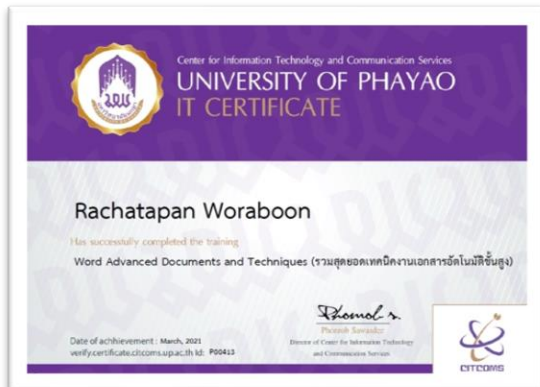 Center for Information Technology and Communication Services
UNIVERSITY OF PHAYAO
IT CERTIFICATE
Rachatapan Woraboon
Has successfully completed the training
Word Advanced Documents and Techniques (รวมสุดยอดเทคนิคงานเอกสารอัตโนมัติขั้นสูง)
Date of achhievement : March, 2021
verify.certificate.citcoms.up.ac.th Id: P00413
Director of Center for Information Technology
and Communication Services
CITCOMS